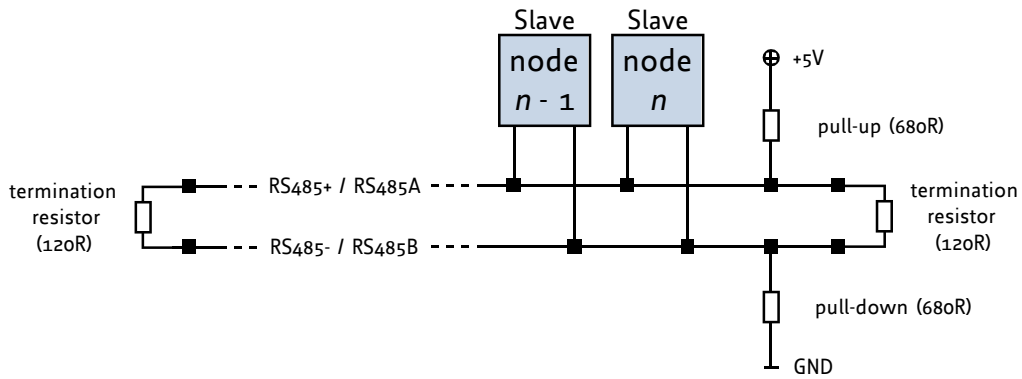 Slave
Slave
node
n - 1
node
n
+5V
pull-up (680R)
termination
resistor
(120R)
RS485+ / RS485A
RS485- / RS485B
termination
resistor
(120R)
pull-down (680R)
GND